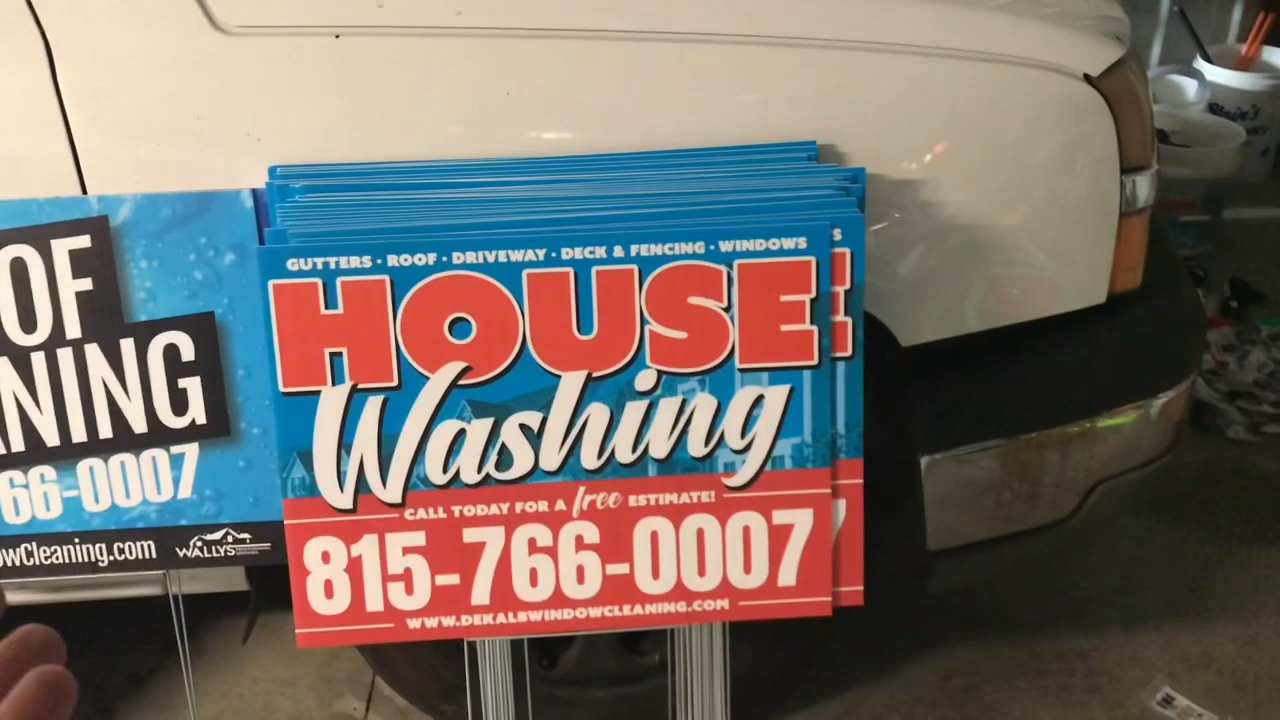 OF
NING
66-0007
owCleaning.com
WALLYS
GUTTERS · ROOF · DRIVEWAY · DECK & FENCING · WINDOWS
HOUSE
Washing
CALL TODAY FOR A free ESTIMATE!
815-766-0007
WWW.DEKALBWINDOWCLEANING.COM